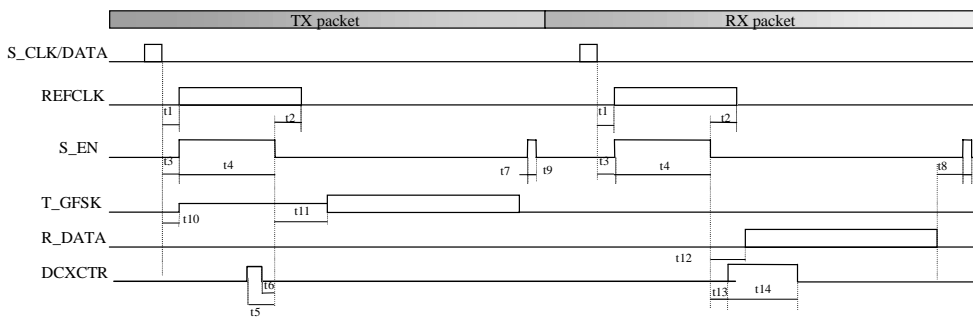 TX packet RX packet
S_CLK/DATA
REFCLK
t1 t2 t1 t2
S_EN
t3 t4 t7 t9 t3 t4 t8
T_GFSK
t10 t11
R_DATA
t12
DCXCTR
t6 t13 t14
t5